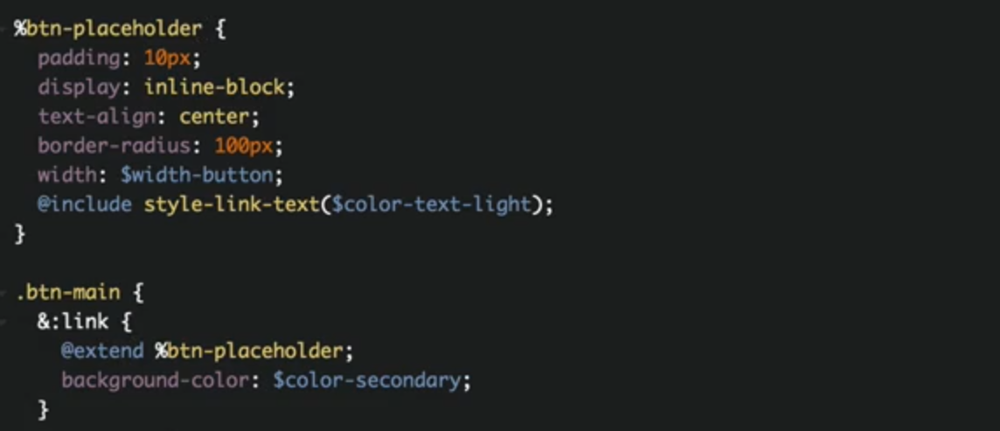 %btn-placeholder {
  padding: 10px;
  display: inline-block;
  text-align: center;
  border-radius: 100px;
  width: $width-button;
  @include style-link-text($color-text-light);
}
.btn-main {
  &:link {
    @extend %btn-placeholder;
    background-color: $color-secondary;
  }